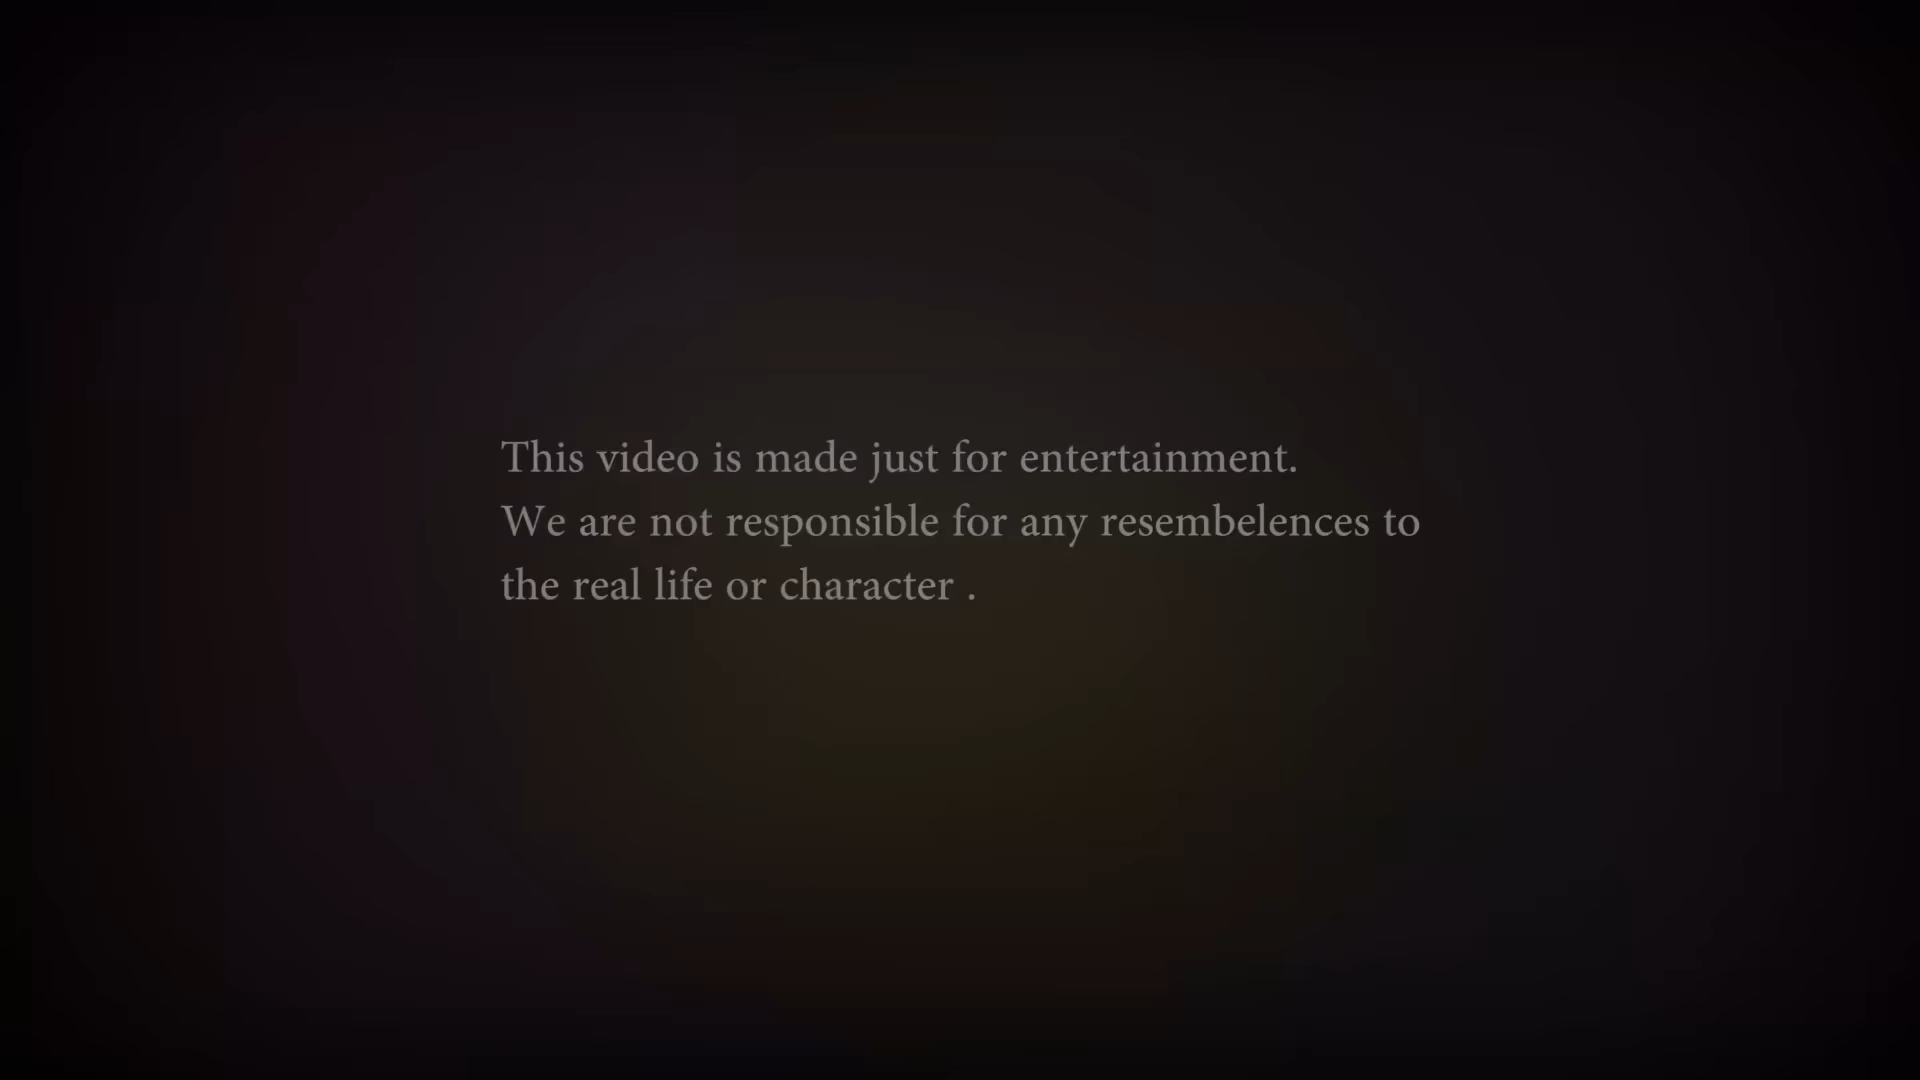 This video is made just for entertainment.
We are not responsible for any resembelences to
the real life or character .